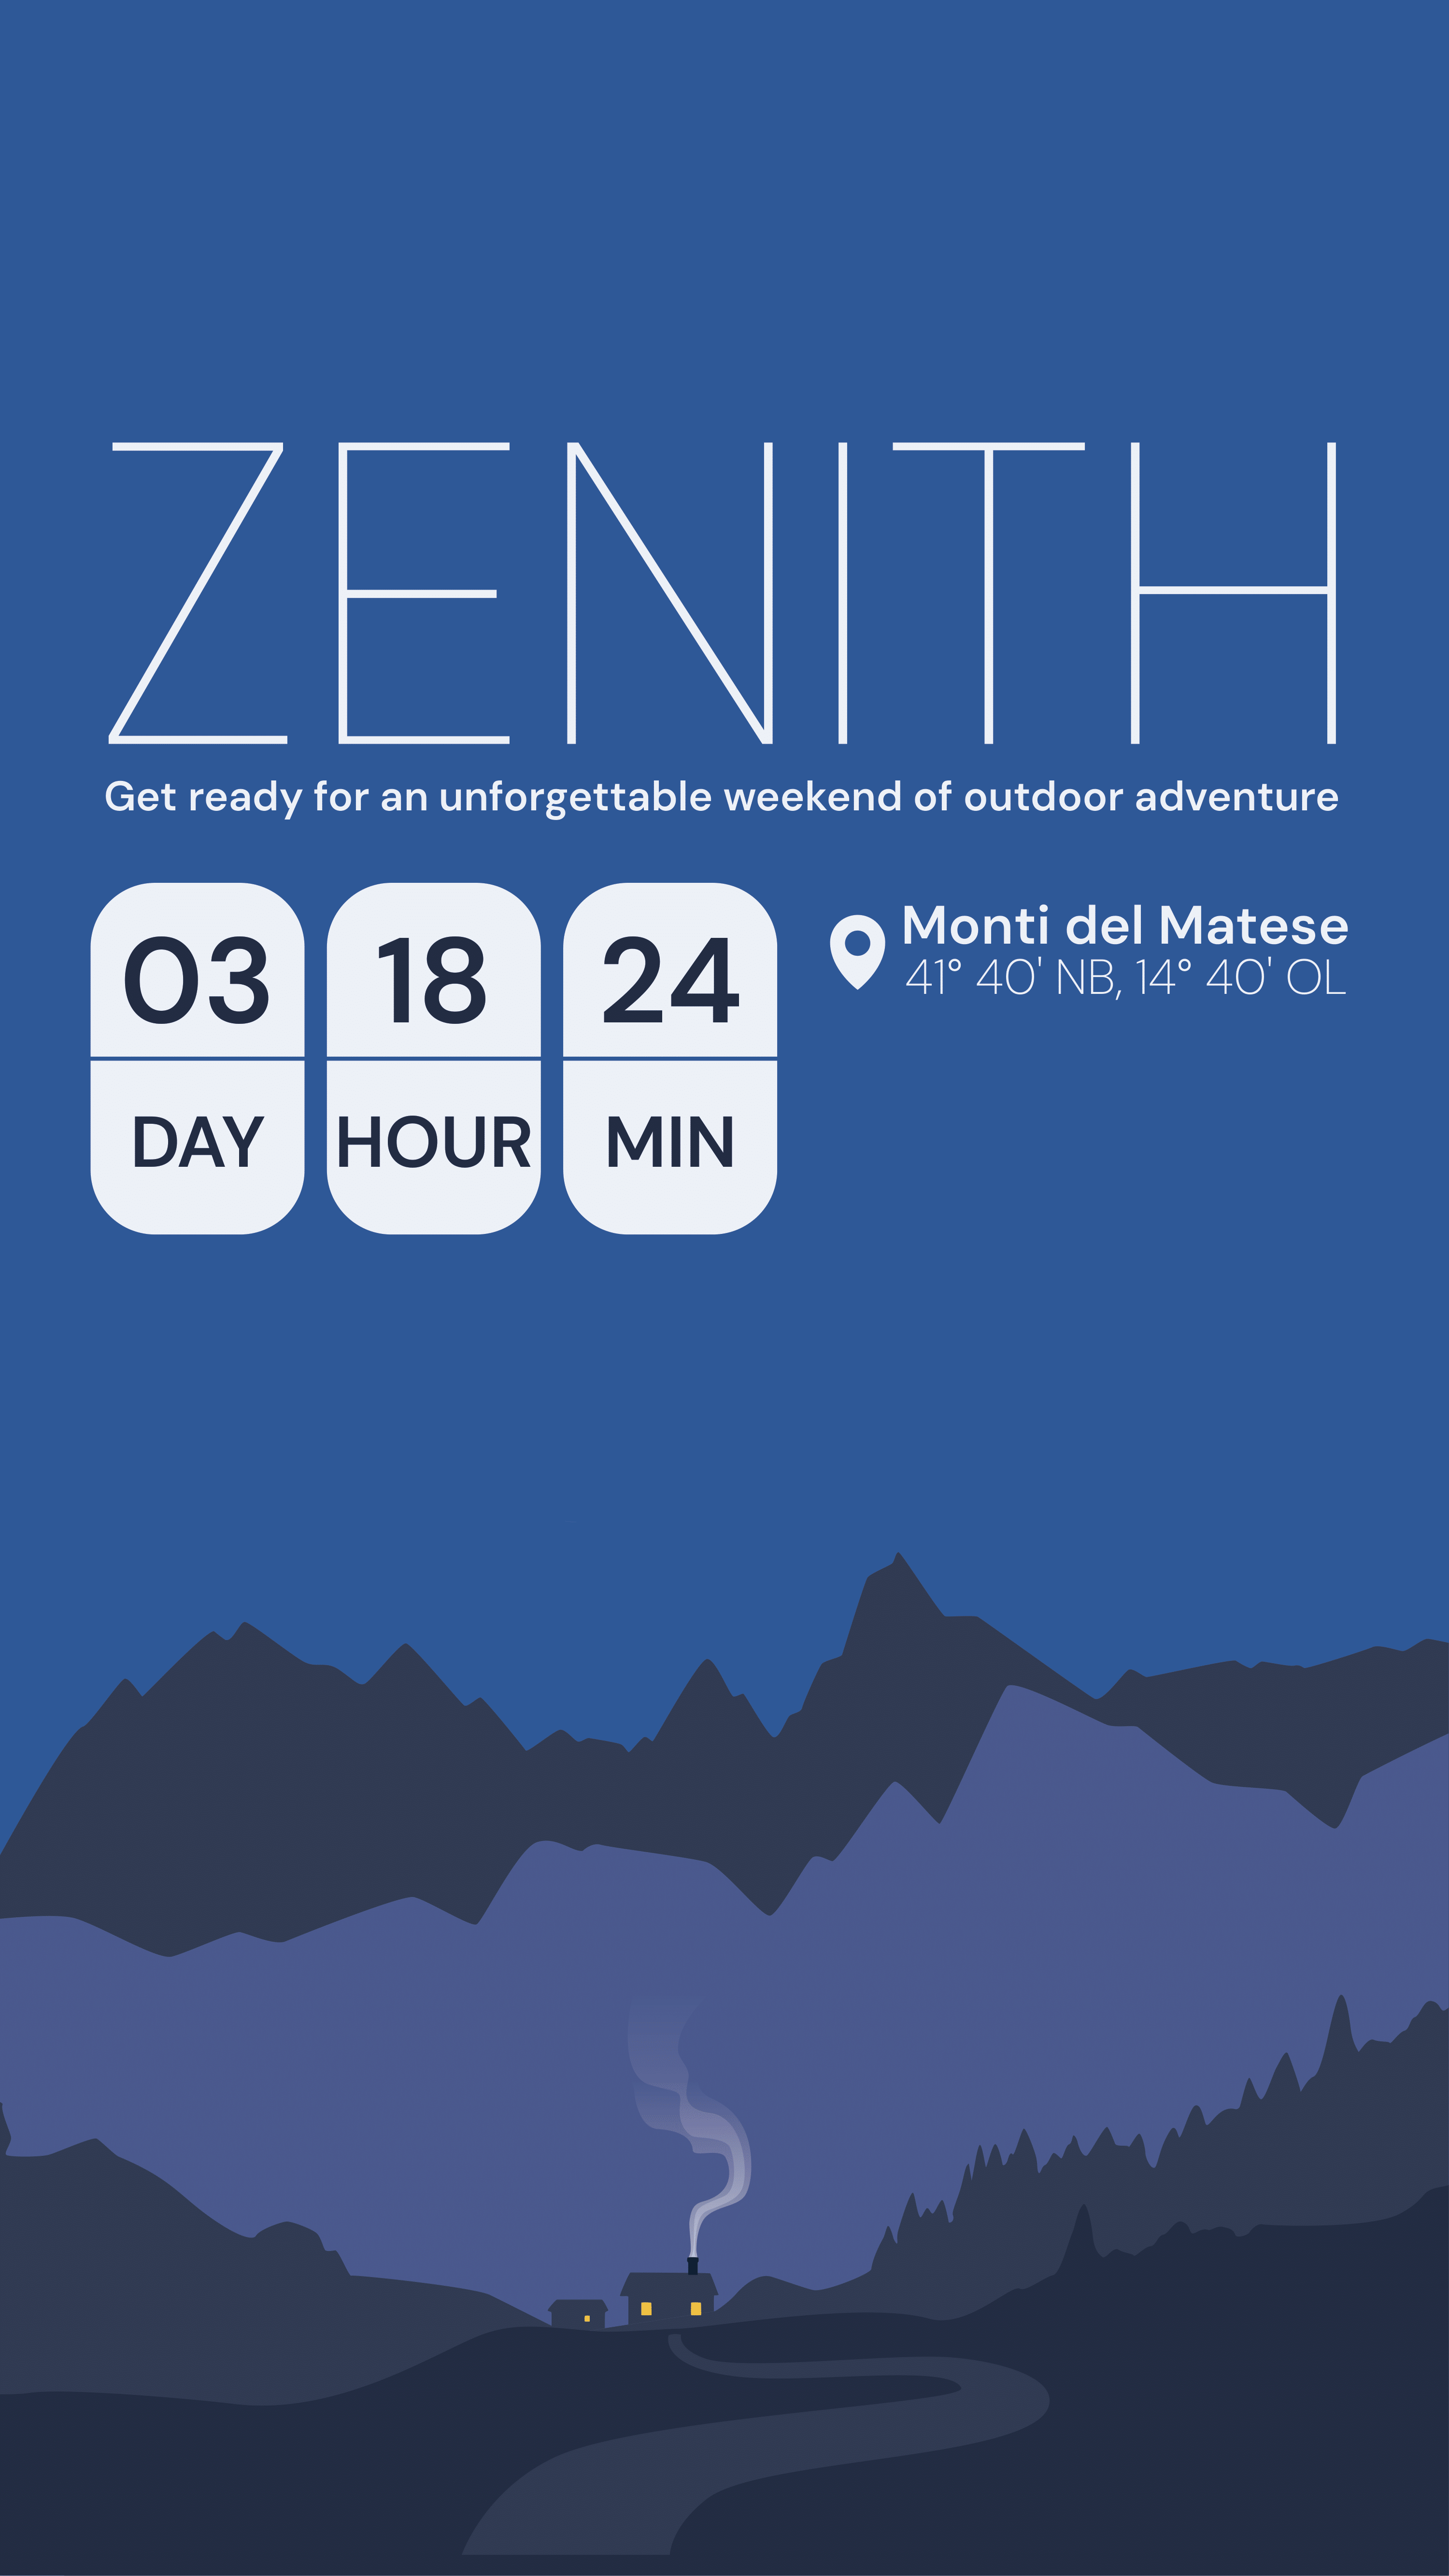 ZENITH
Get ready for an unforgettable weekend of outdoor adventure
03 18 24
DAY HOUR MIN
Monti del Matese
41° 40' NB, 14° 40' OL